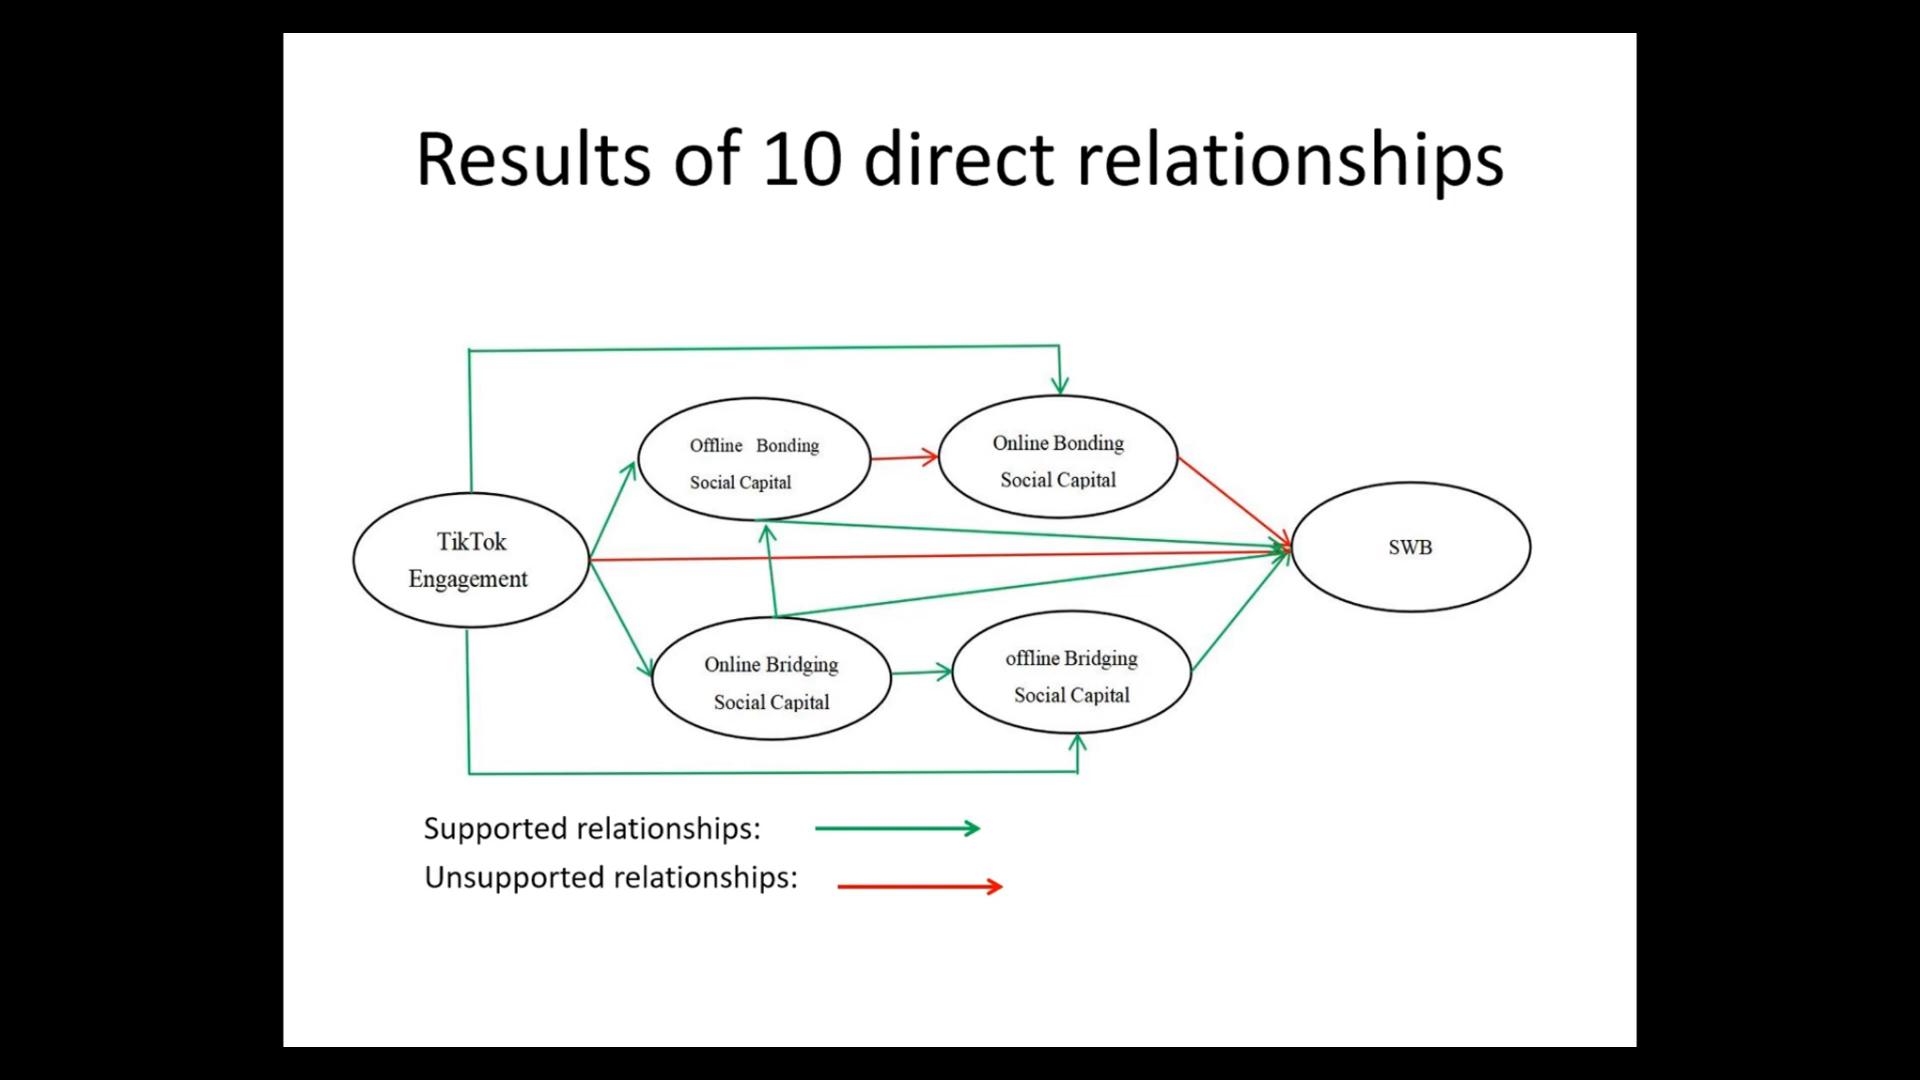 Results of 10 direct relationships
Offline Bonding
Social Capital
Online Bonding
Social Capital
TikTok
Engagement
SWB
Online Bridging
Social Capital
offline Bridging
Social Capital
Supported relationships:
Unsupported relationships: